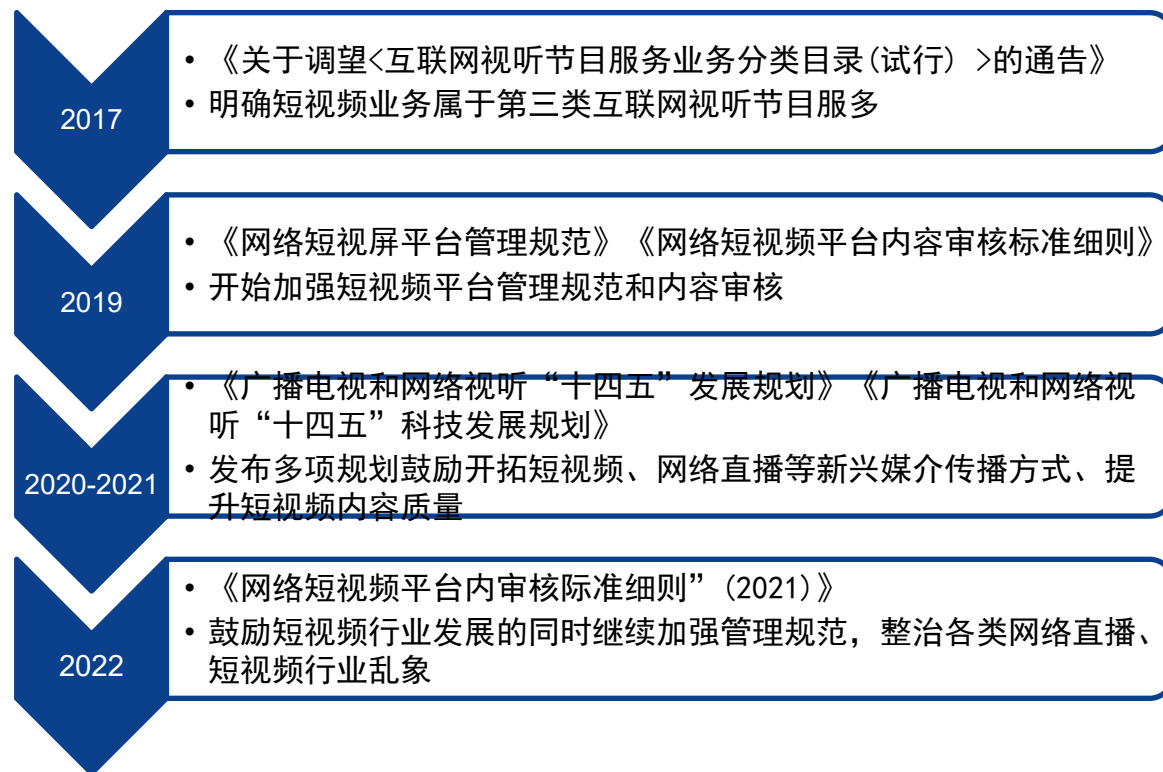 2017
• 《关于调望<互联网视听节目服务业务分类目录(试行) >的通告》
• 明确短视频业务属于第三类互联网视听节目服多
2019
• 《网络短视屏平台管理规范》《网络短视频平台内容审核标准细则》
• 开始加强短视频平台管理规范和内容审核
2020-2021
• 《广播电视和网络视听“十四五”发展规划》《广播电视和网络视
听“十四五”科技发展规划》
• 发布多项规划鼓励开拓短视频、网络直播等新兴媒介传播方式、提
升短视频内容质量
2022
• 《网络短视频平台内审核际准细则”(2021)》
• 鼓励短视频行业发展的同时继续加强管理规范，整治各类网络直播、
短视频行业乱象